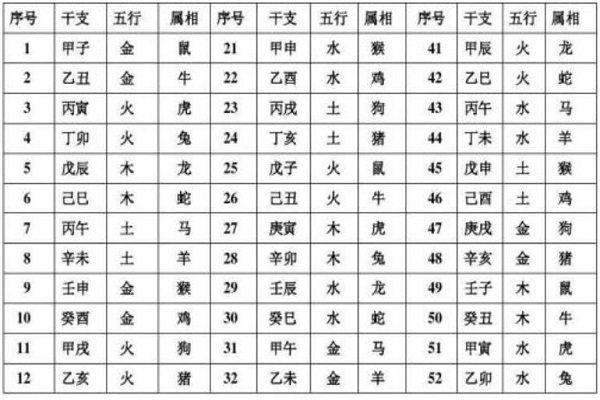 序号 干支 五行 属相 序号 干支 五行 属相 序号 干支 五行 属相
1 甲子 金 鼠 21 甲申 水 猴 41 甲辰 火 龙
2 乙丑 金 牛 22 乙酉 水 鸡 42 乙巳 火 蛇
3 丙寅 火 虎 23 丙戌 土 狗 43 丙午 水 马
4 丁卯 火 兔 24 丁亥 土 猪 44 丁未 水 羊
5 戊辰 木 龙 25 戊子 火 鼠 45 戊申 土 猴
6 己巳 木 蛇 26 己丑 火 牛 46 己酉 土 鸡
7 丙午 土 马 27 庚寅 木 虎 47 庚戌 金 狗
8 辛未 土 羊 28 辛卯 木 兔 48 辛亥 金 猪
9 壬申 金 猴 29 壬辰 水 龙 49 壬子 木 鼠
10 癸酉 金 鸡 30 癸巳 水 蛇 50 癸丑 木 牛
11 甲戌 火 狗 31 甲午 金 马 51 甲寅 水 虎
12 乙亥 火 猪 32 乙未 金 羊 52 乙卯 水 兔